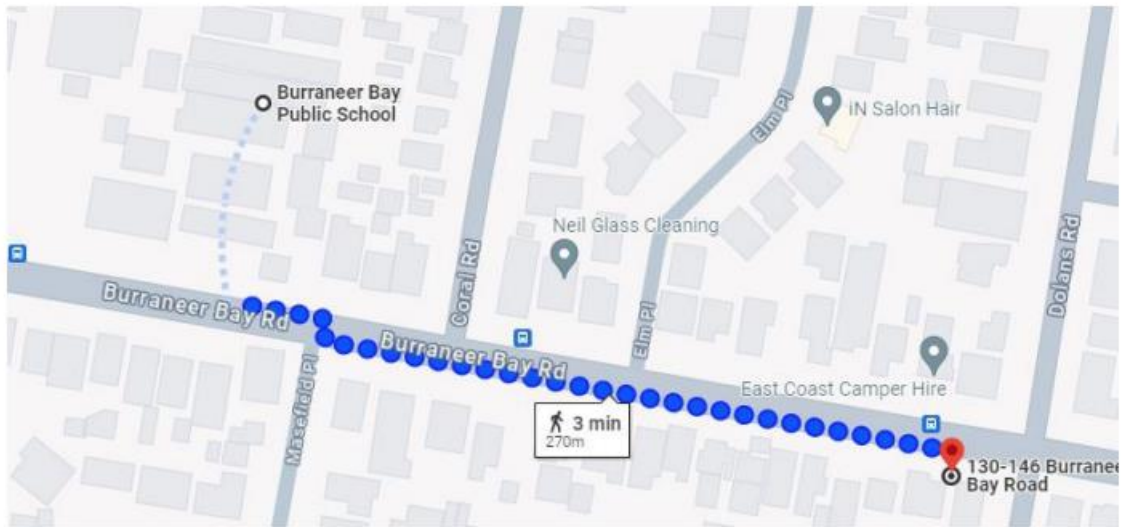 Burraneer Bay
Public School
iN Salon Hair
Elm Pl
Neil Glass Cleaning
Coral Rd
Dolans Rd
Burraneer Bay Rd
Burraneer Bay Rd
Elm Pl
Masefield Pl
East Coast Camper Hire
3 min
270m
130-146 Burranee
Bay Road